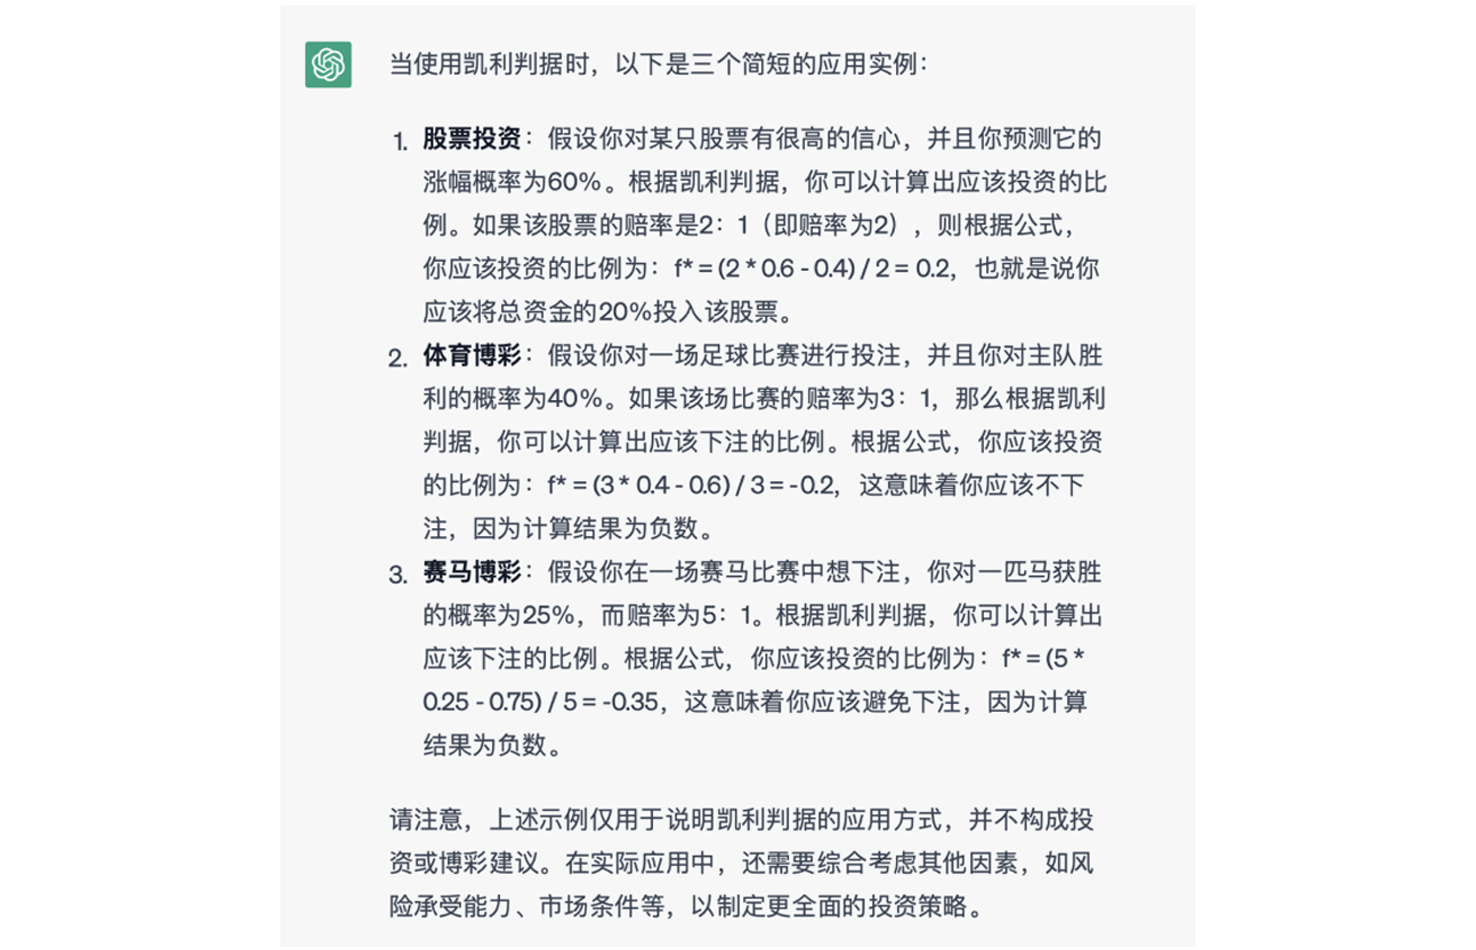 当使用凯利判据时，以下是三个简短的应用实例：
1. 股票投资：假设你对某只股票有很高的信心，并且你预测它的
涨幅概率为60%。根据凯利判据，你可以计算出应该投资的比
例。如果该股票的赔率是2：1（即赔率为2），则根据公式，
你应该投资的比例为：f* = (2 * 0.6 - 0.4) / 2 = 0.2，也就是说你
应该将总资金的20%投入该股票。
2. 体育博彩：假设你对一场足球比赛进行投注，并且你对主队胜
利的概率为40%。如果该场比赛的赔率为3：1，那么根据凯利
判据，你可以计算出应该下注的比例。根据公式，你应该投资
的比例为：f* = (3 * 0.4 - 0.6) / 3 = -0.2，这意味着你应该不下
注，因为计算结果为负数。
3. 赛马博彩：假设你在一场赛马比赛中想下注，你对一匹马获胜
的概率为25%，而赔率为5：1。根据凯利判据，你可以计算出
应该下注的比例。根据公式，你应该投资的比例为：f* = (5 *
0.25 - 0.75) / 5 = -0.35，这意味着你应该避免下注，因为计算
结果为负数。
请注意，上述示例仅用于说明凯利判据的应用方式，并不构成投
资或博彩建议。在实际应用中，还需要综合考虑其他因素，如风
险承受能力、市场条件等，以制定更全面的投资策略。